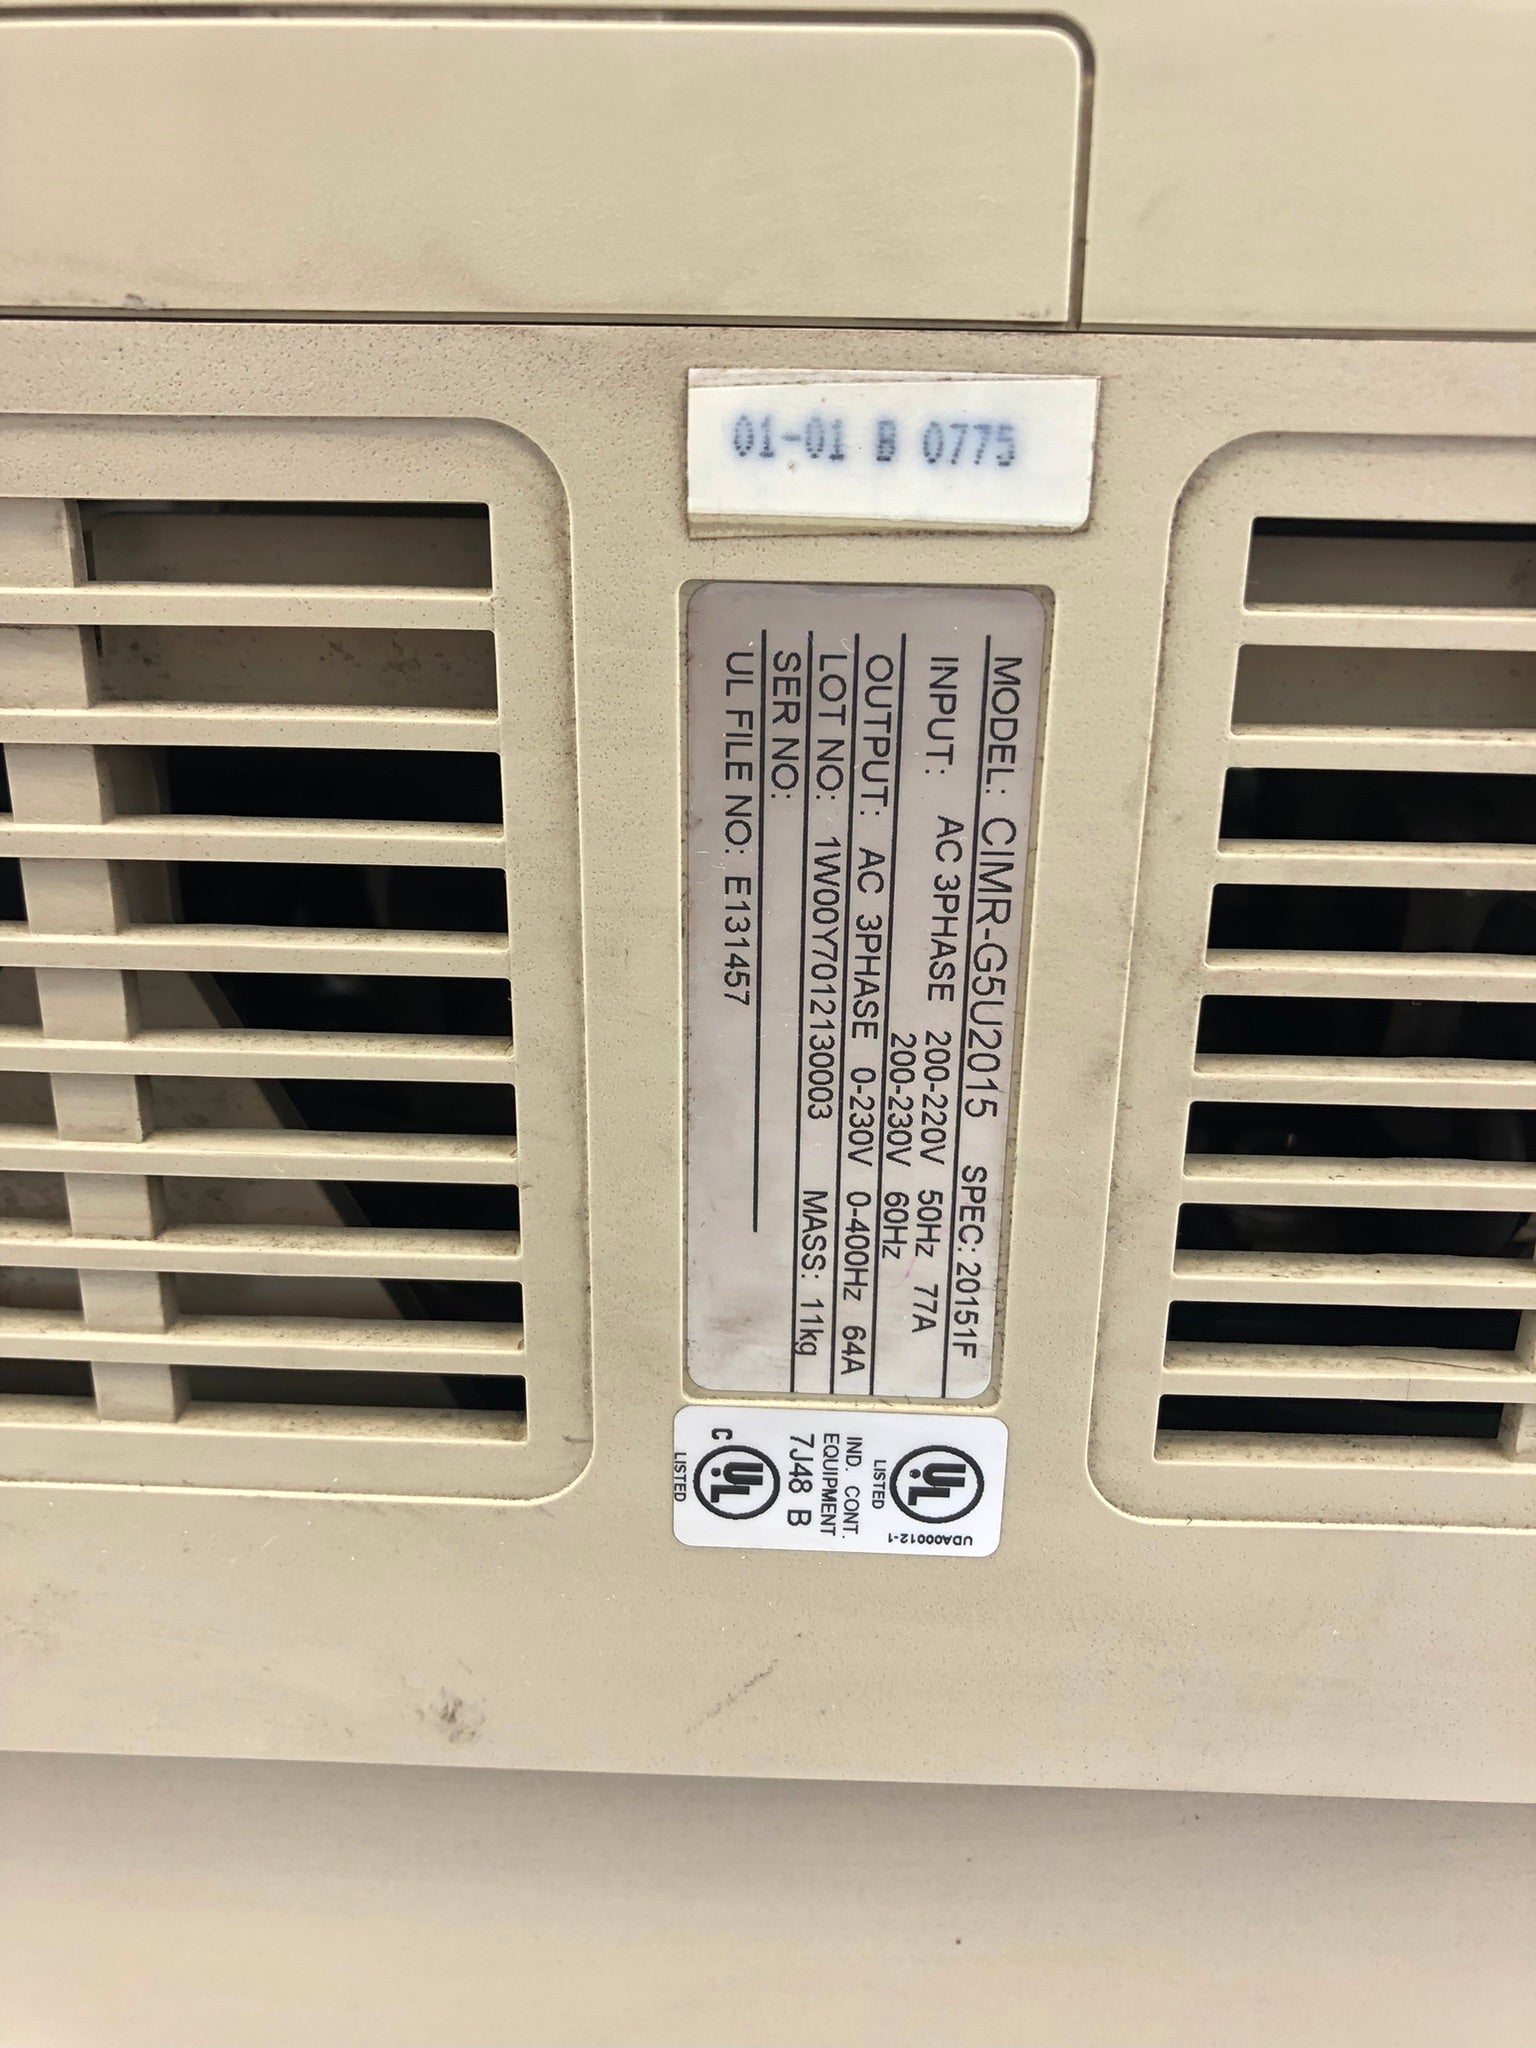 01-01 B 0775
MODEL: CIMR-G5U2015 SPEC: 20151F
INPUT: AC 3PHASE 200-220V 50Hz 77A
200-230V 60Hz
OUTPUT: AC 3PHASE 0-230V 0-400Hz 64A
LOT NO: 1W00Y7012130003 MASS: 11kg
SER NO:
UL FILE NO: E131457
UL
LISTED
UDA000012-1
IND. CONT.
EQUIPMENT
7J48 B
C UL
LISTED